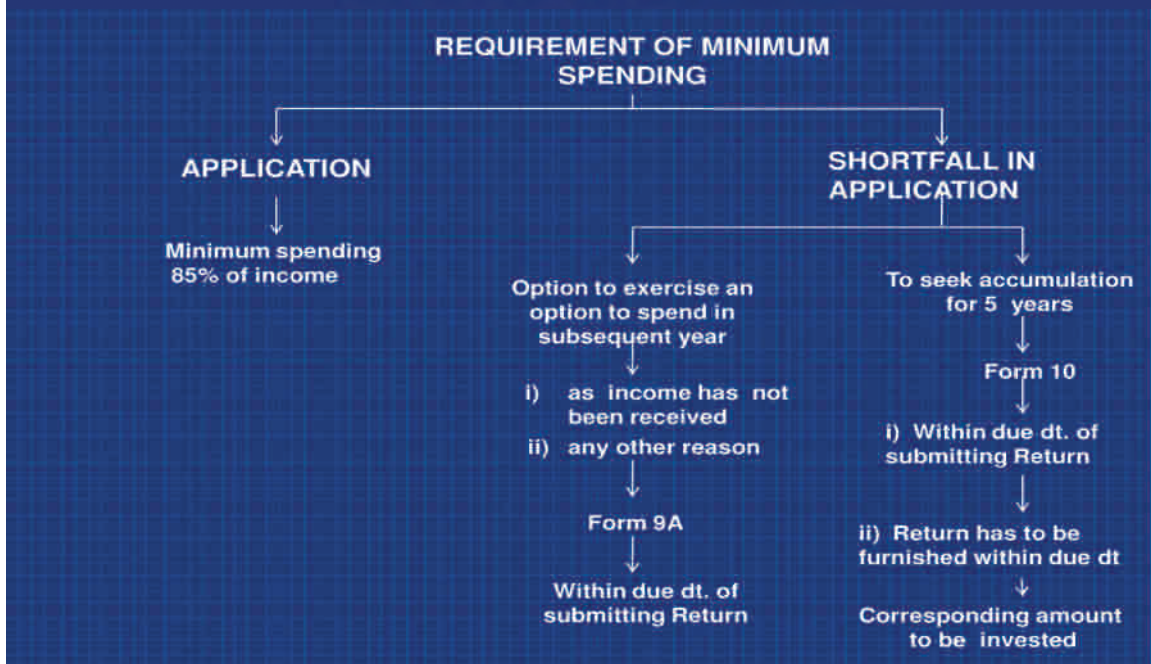 REQUIREMENT OF MINIMUM
SPENDING
APPLICATION
Minimum spending
85% of income
SHORTFALL IN
APPLICATION
Option to exercise an
option to spend in
subsequent year
i) as income has not
been received
ii) any other reason
Form 9A
Within due dt. of
submitting Return
To seek accumulation
for 5 years
Form 10
i) Within due dt. of
submitting Return
ii) Return has to be
furnished within due dt
Corresponding amount
to be invested